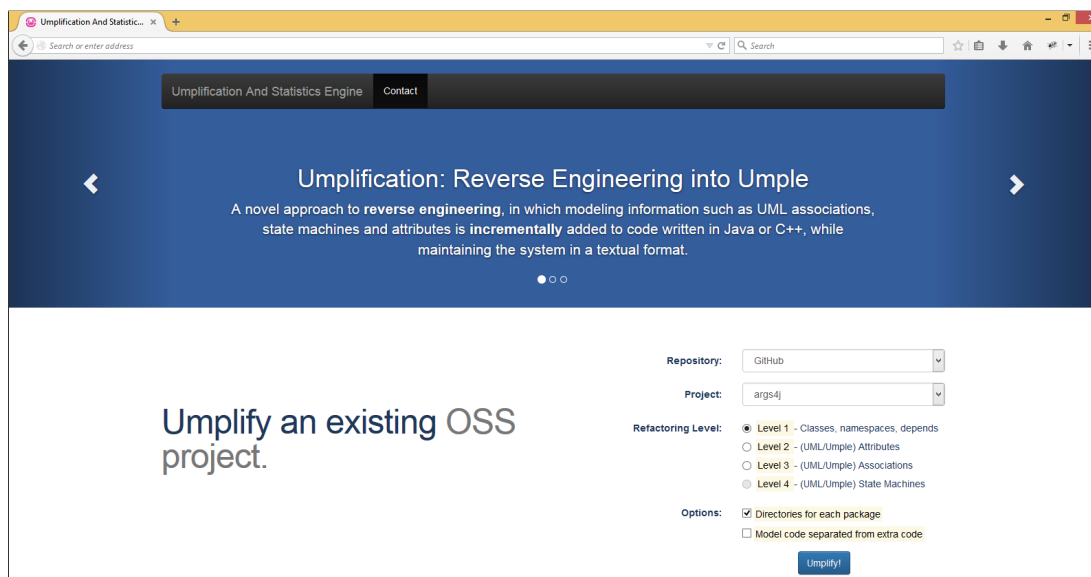 Umplification And Statistic...
Search or enter address
Search
Umplification And Statistics Engine Contact
Umplification: Reverse Engineering into Umple
A novel approach to reverse engineering, in which modeling information such as UML associations,
state machines and attributes is incrementally added to code written in Java or C++, while
maintaining the system in a textual format.
Umplify an existing OSS
project.
Repository: GitHub
Project: args4j
Refactoring Level: Level 1 - Classes, namespaces, depends
Level 2 - (UML/Umple) Attributes
Level 3 - (UML/Umple) Associations
Level 4 - (UML/Umple) State Machines
Options: Directories for each package
Model code separated from extra code
Umplify!